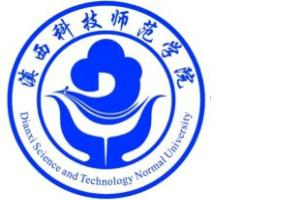 滇西科技师范学院
Dianxi Science and Technology Normal University